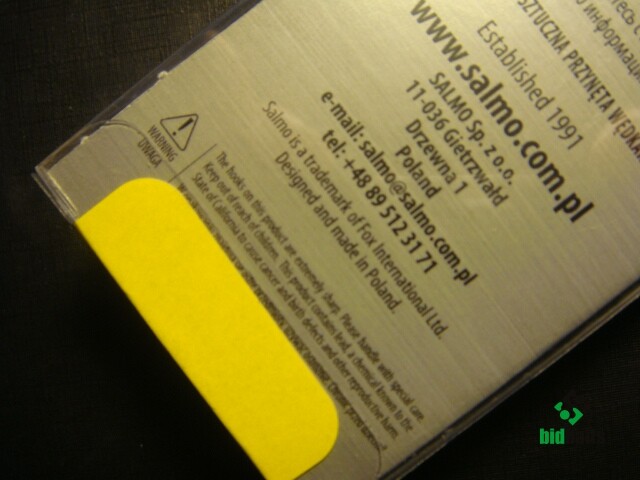 www.salmo.com.pl
Established 1991
SALMO Sp. z o.o.
11-036 Gietrzwałd
Drzewna 1
Poland
e-mail: salmo@salmo.com.pl
tel: +48 89 512 31 71
Salmo is a trademark of Fox International Ltd.
Designed and made in Poland.
SZTUCZNA PRZYNĘTA WĘDKA
информац
WARNING
UWAGA
The hooks on this product are extremely sharp. Please handle with special care.
Keep out of reach of children. This product contains lead, a chemical known to the
State of California to cause cancer and birth defects and other reproductive harm.
bid